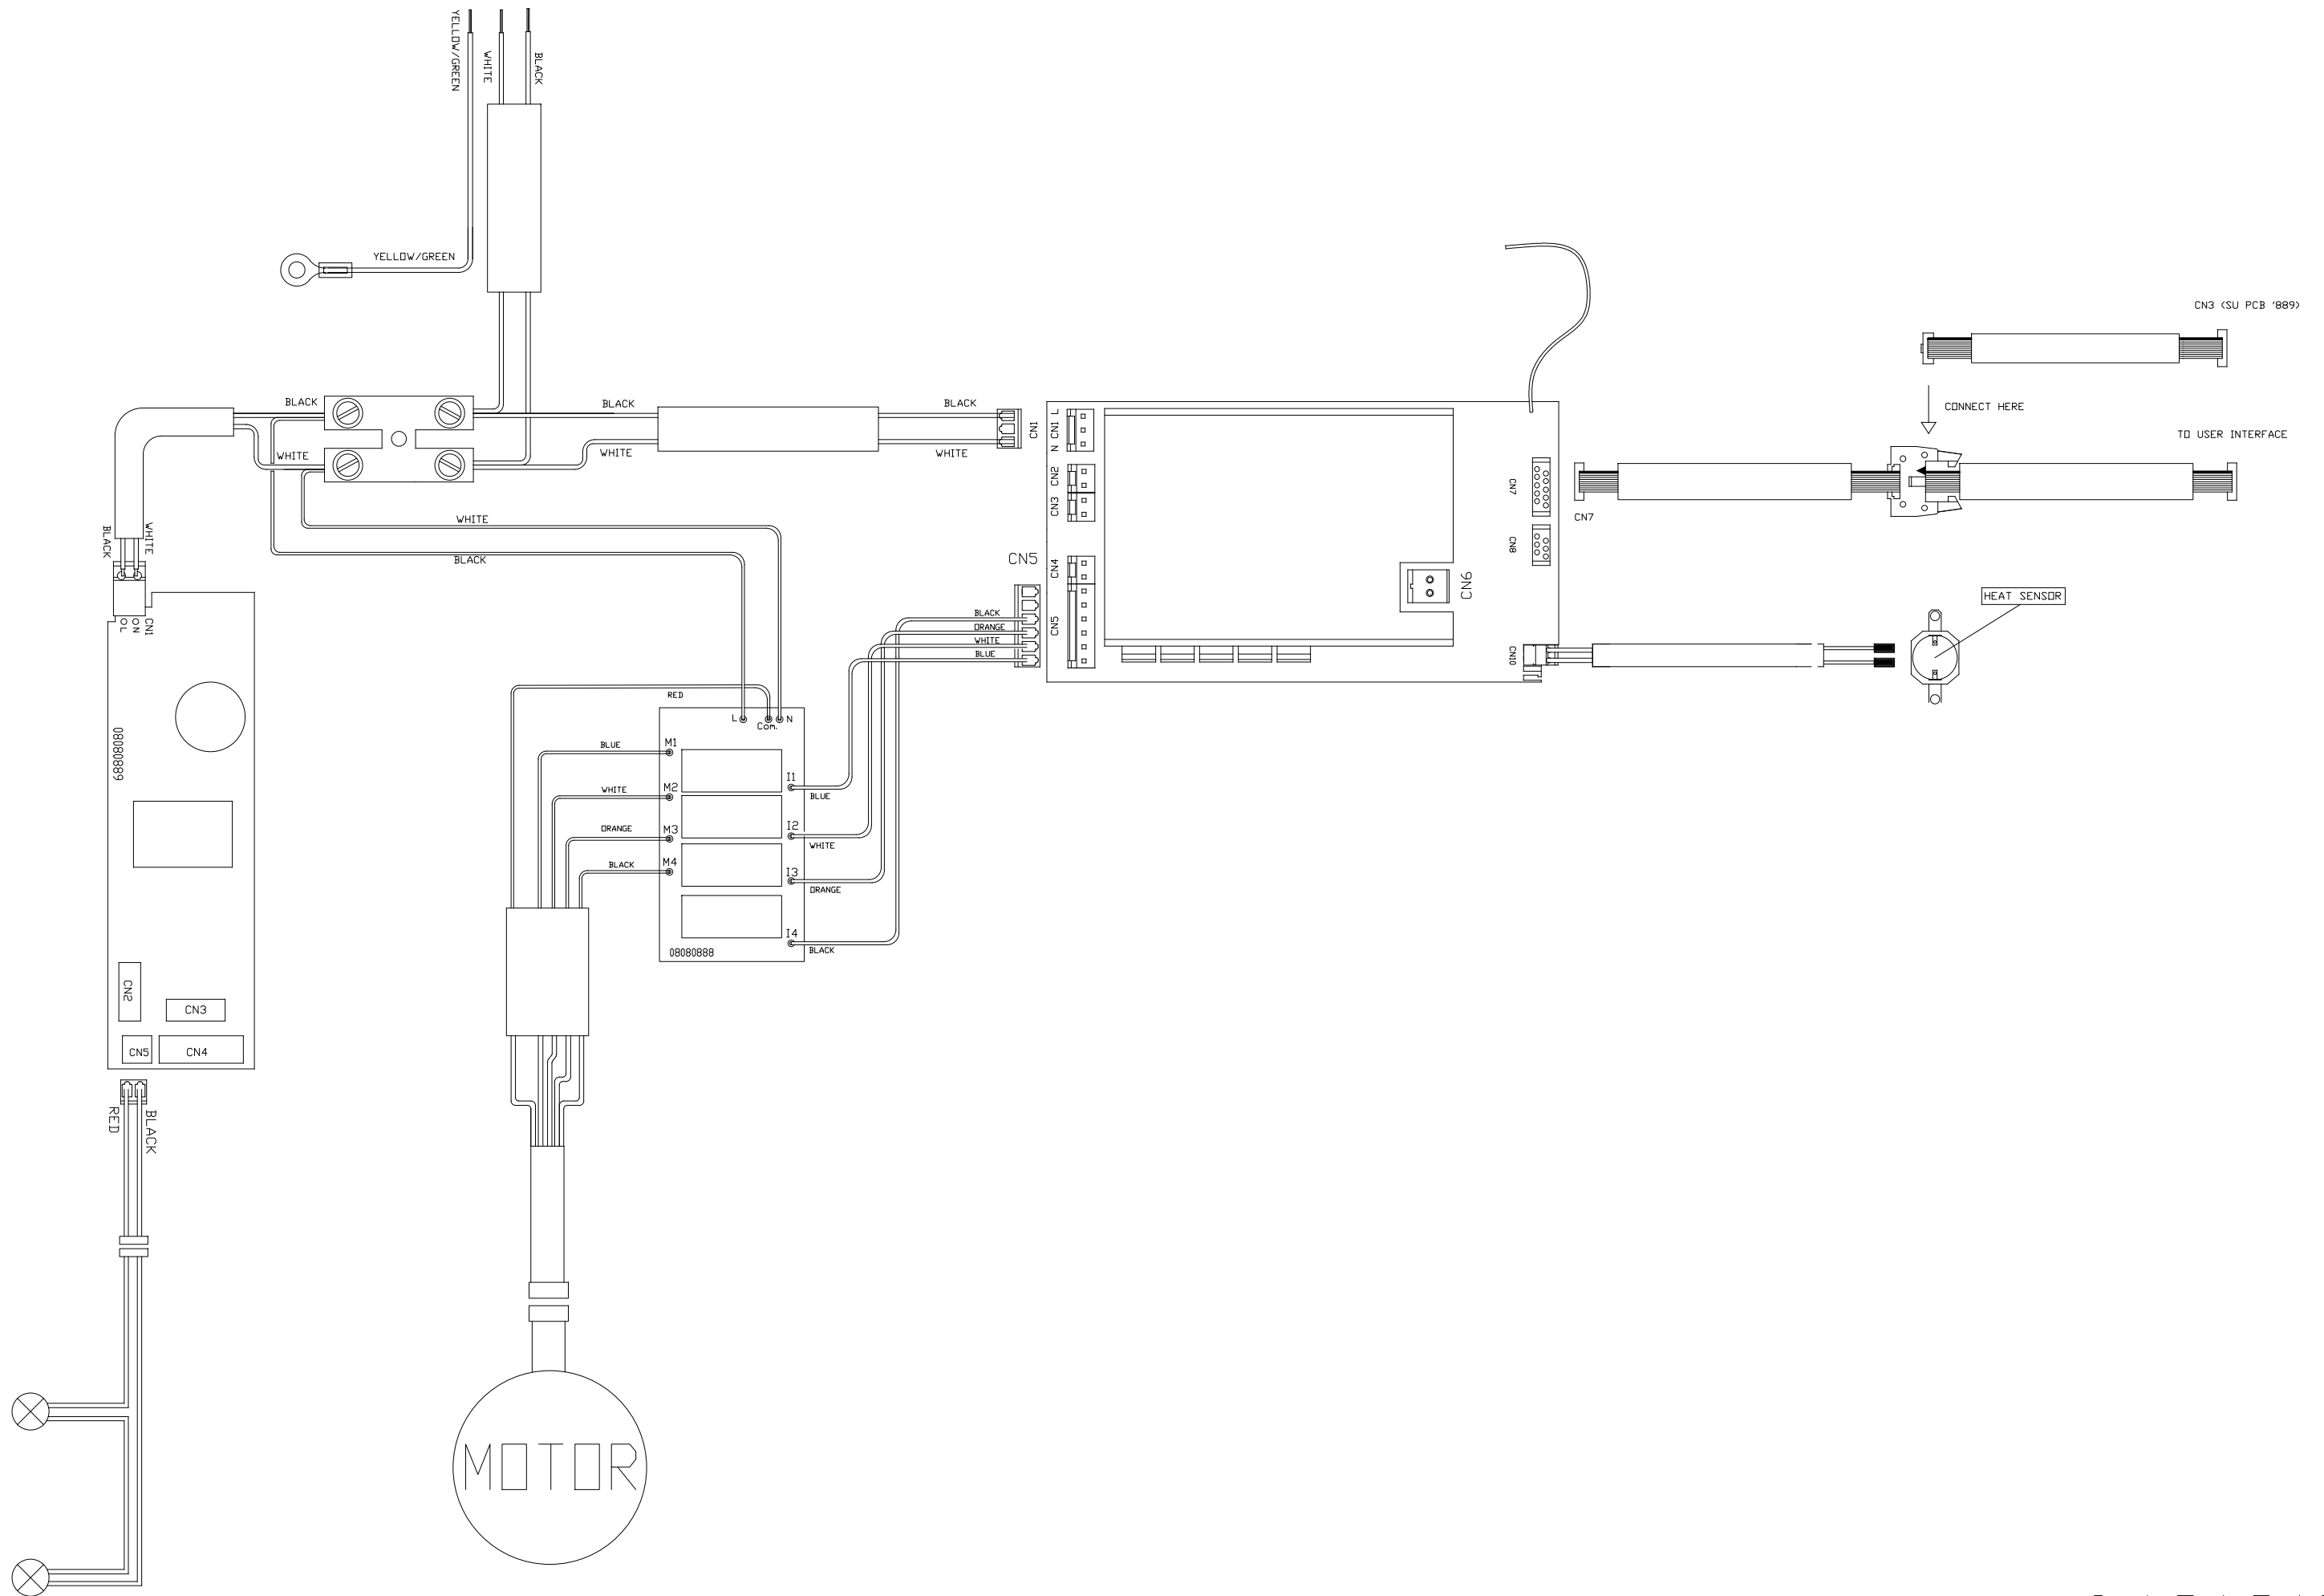 YELLOW/GREEN
WHITE
BLACK
YELLOW/GREEN
CN3 (SU PCB '889)
CONNECT HERE
TO USER INTERFACE
BLACK
BLACK
BLACK
CN1
N CN1 L
WHITE
WHITE
WHITE
CN2
CN3
CN7
CN7
WHITE
BLACK
BLACK
WHITE
CN5
CN4
CN8
CN6
HEAT SENSOR
CN1
N
L
BLACK
ORANGE
WHITE
BLUE
CN5
CN10
RED
L
Com.
N
08080889
BLUE
M1
I1
BLUE
WHITE
M2
I2
WHITE
ORANGE
M3
BLACK
M4
I3
ORANGE
I4
BLACK
08080888
CN2
CN3
CN5
CN4
RED
BLACK
MOTOR